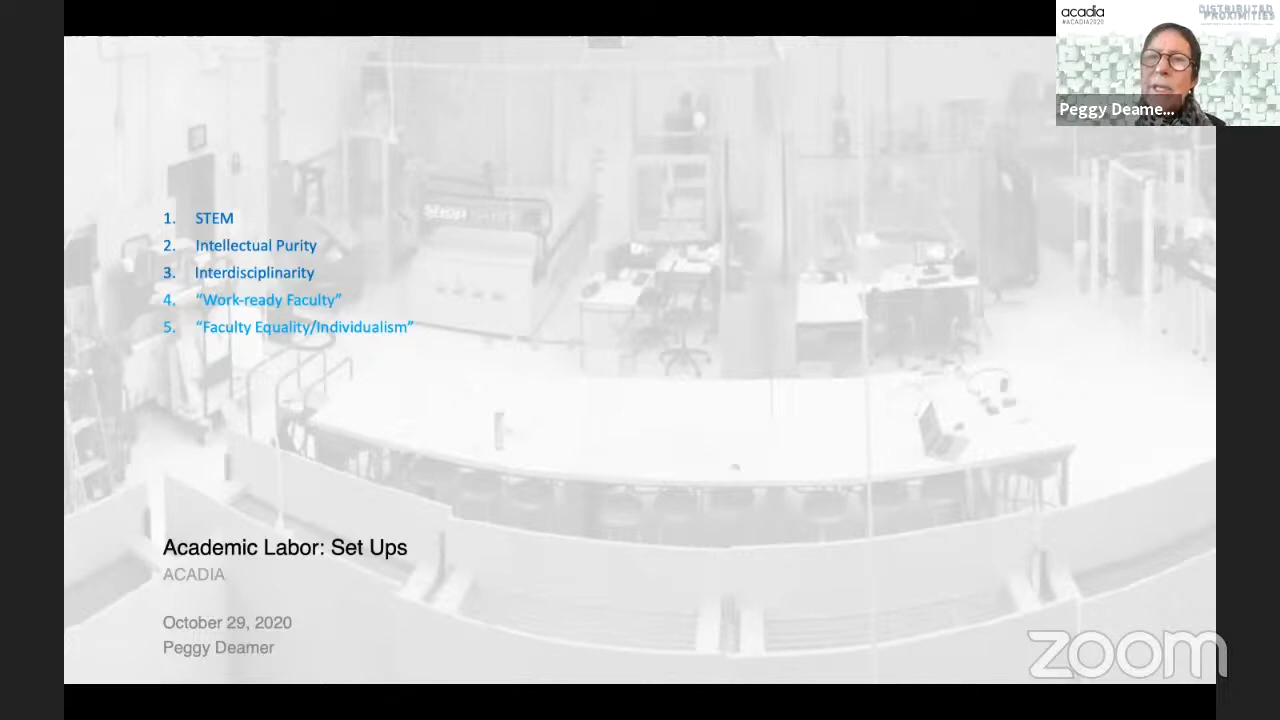 acadia
#ACADIA2020
DISTRIBUTED
PROXIMITIES
Peggy Deame...
1. STEM
2. Intellectual Purity
3. Interdisciplinarity
4. “Work-ready Faculty”
5. “Faculty Equality/Individualism”
Academic Labor: Set Ups
ACADIA
October 29, 2020
Peggy Deamer
zoom